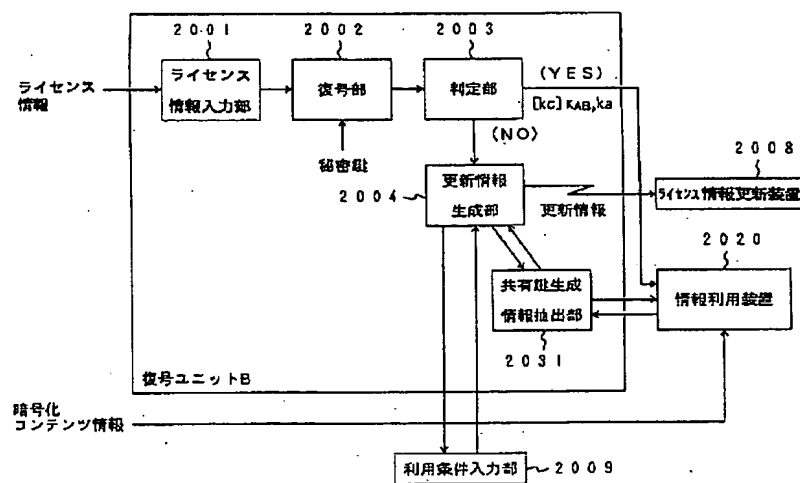 2001
2002
2003
ライセンス
情報
ライセンス
情報入力部
復号部
判定部
(YES)
[kc]KAB,ka
秘密鍵
(NO)
2004
更新情報
生成部
更新情報
2008
ライセンス情報更新装置
2020
共有鍵生成
情報抽出部
情報利用装置
2031
復号ユニットB
暗号化
コンテンツ情報
利用条件入力部
2009